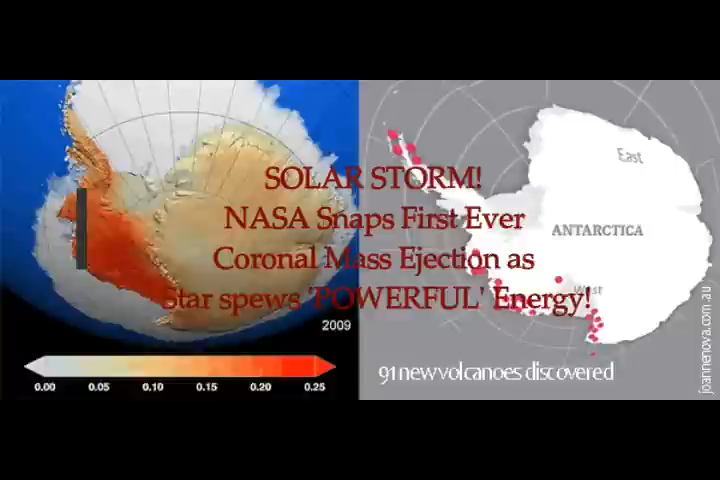 SOLAR STORM!
NASA Snaps First Ever
Coronal Mass Ejection as
Star spews 'POWERFUL' Energy!
East
ANTARCTICA
West
2009
0.00 0.05 0.10 0.15 0.20 0.25
91 new volcanoes discovered
joannenova.com.au